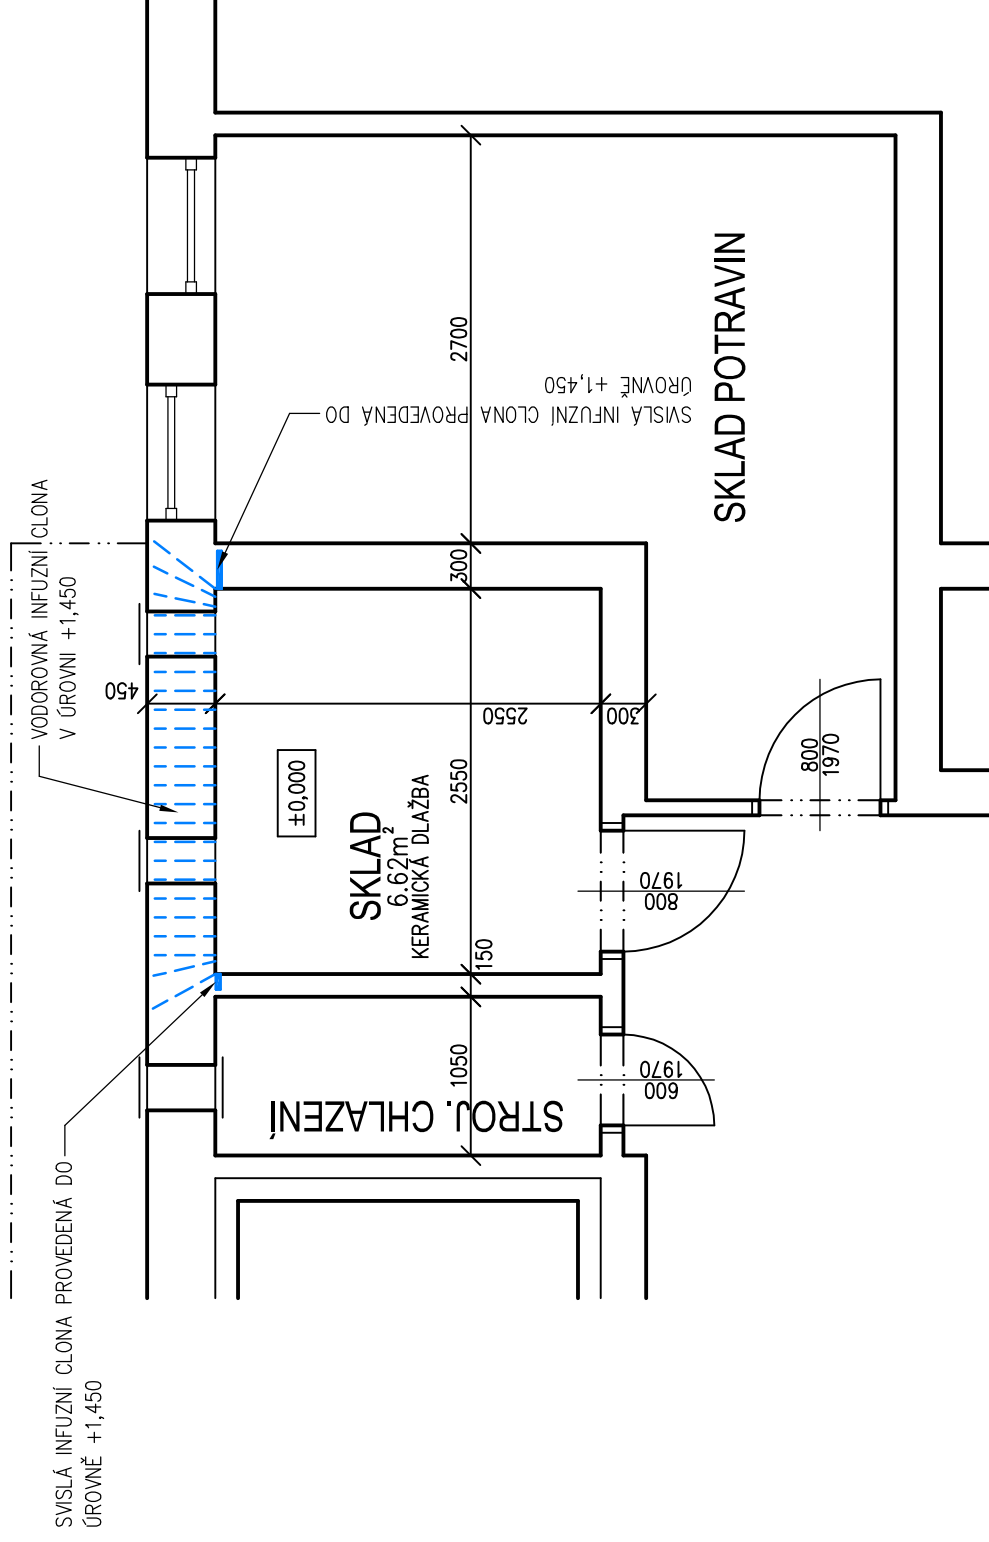 SVISLÁ INFUZNÍ CLONA PROVEDENÁ DO
ÚROVNĚ +1,450
VODOROVNÁ INFUZNÍ CLONA
V ÚROVNI +1,450
SVISLÁ INFUZNÍ CLONA PROVEDENÁ DO
ÚROVNĚ +1,450
450
2550
300
±0,000
SKLAD
6.62m²
KERAMICKÁ DLAŽBA
1050
150
2550
300
2700
STROJ. CHLAZENÍ
SKLAD POTRAVIN
600
1970
800
1970
800
1970